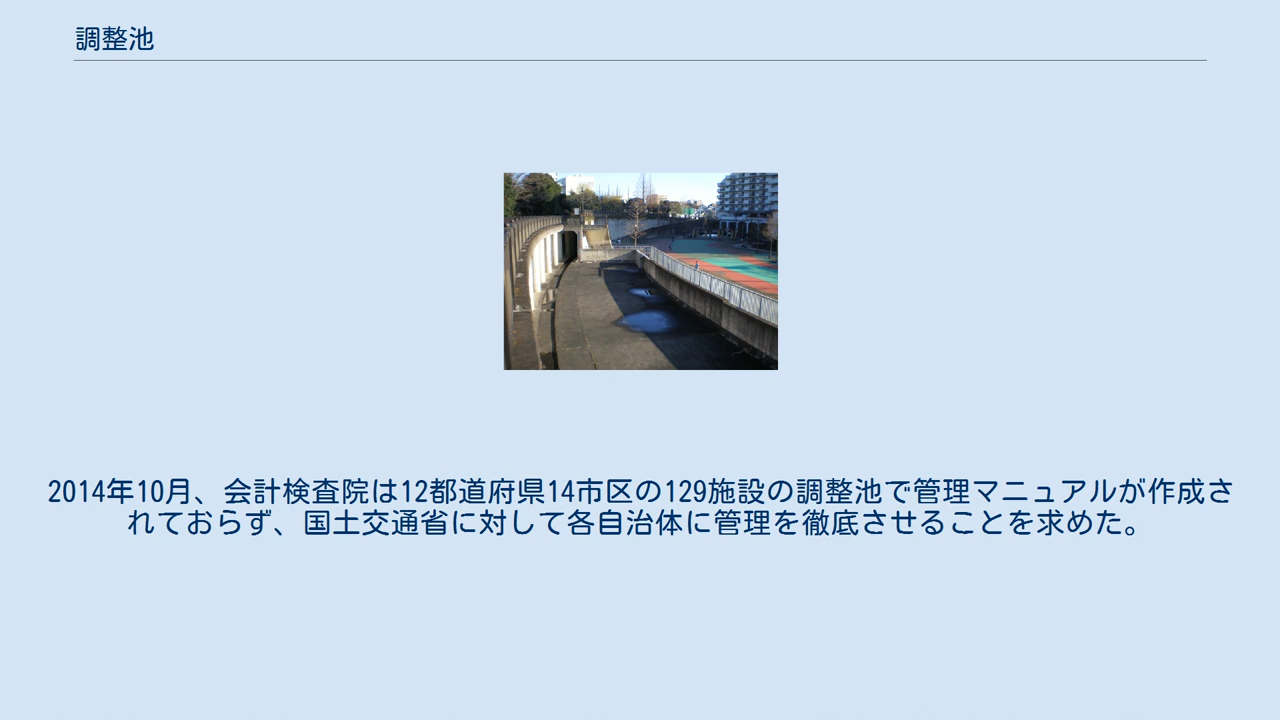 調整池
2014年10月、会計検査院は12都道府県14市区の129施設の調整池で管理マニュアルが作成さ
れておらず、国土交通省に対して各自治体に管理を徹底させることを求めた。